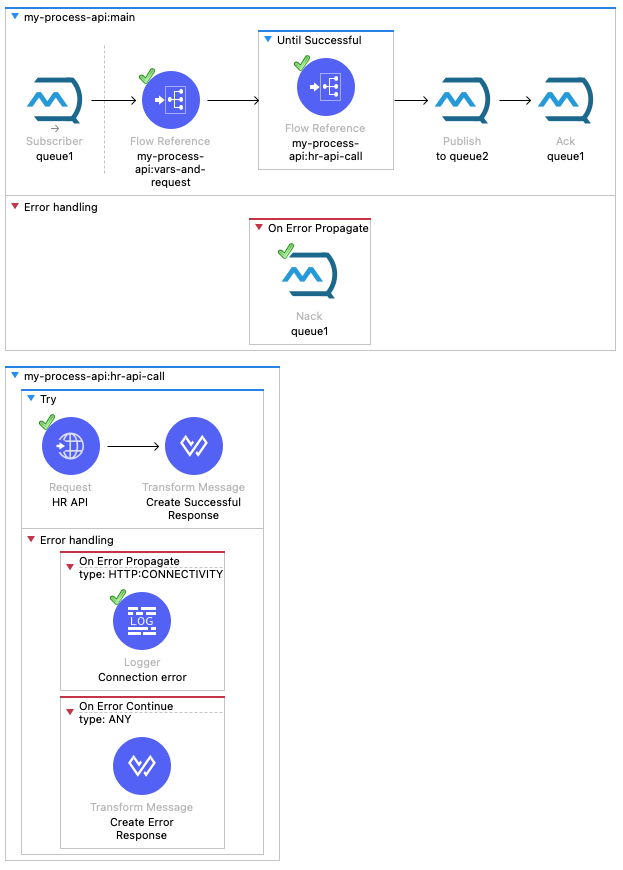 my-process-api:main
Until Successful
Subscriber
queue1
Flow Reference
my-process-
api:vars-and-
request
Flow Reference
my-process-
api:hr-api-call
Publish
to queue2
Ack
queue1
Error handling
On Error Propagate
Nack
queue1
my-process-api:hr-api-call
Try
Request
HR API
Transform Message
Create Successful
Response
Error handling
On Error Propagate
type: HTTP:CONNECTIVITY
LOG
Logger
Connection error
On Error Continue
type: ANY
Transform Message
Create Error
Response